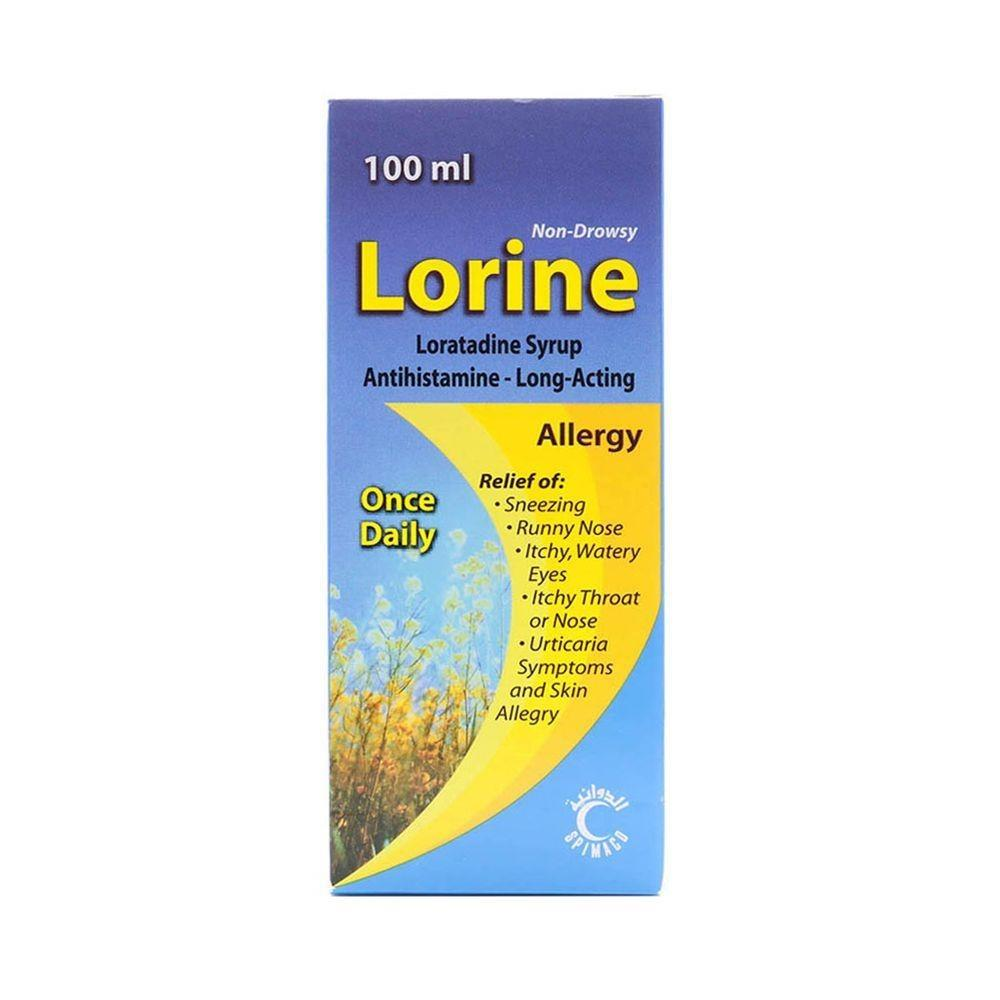 100 ml
Non-Drowsy
Lorine
Loratadine Syrup
Antihistamine - Long-Acting
Allergy
Once
Daily
Relief of:
• Sneezing
• Runny Nose
• Itchy, Watery
Eyes
• Itchy Throat
or Nose
• Urticaria
Symptoms
and Skin
Allegry
الدوائية
SPIMACO